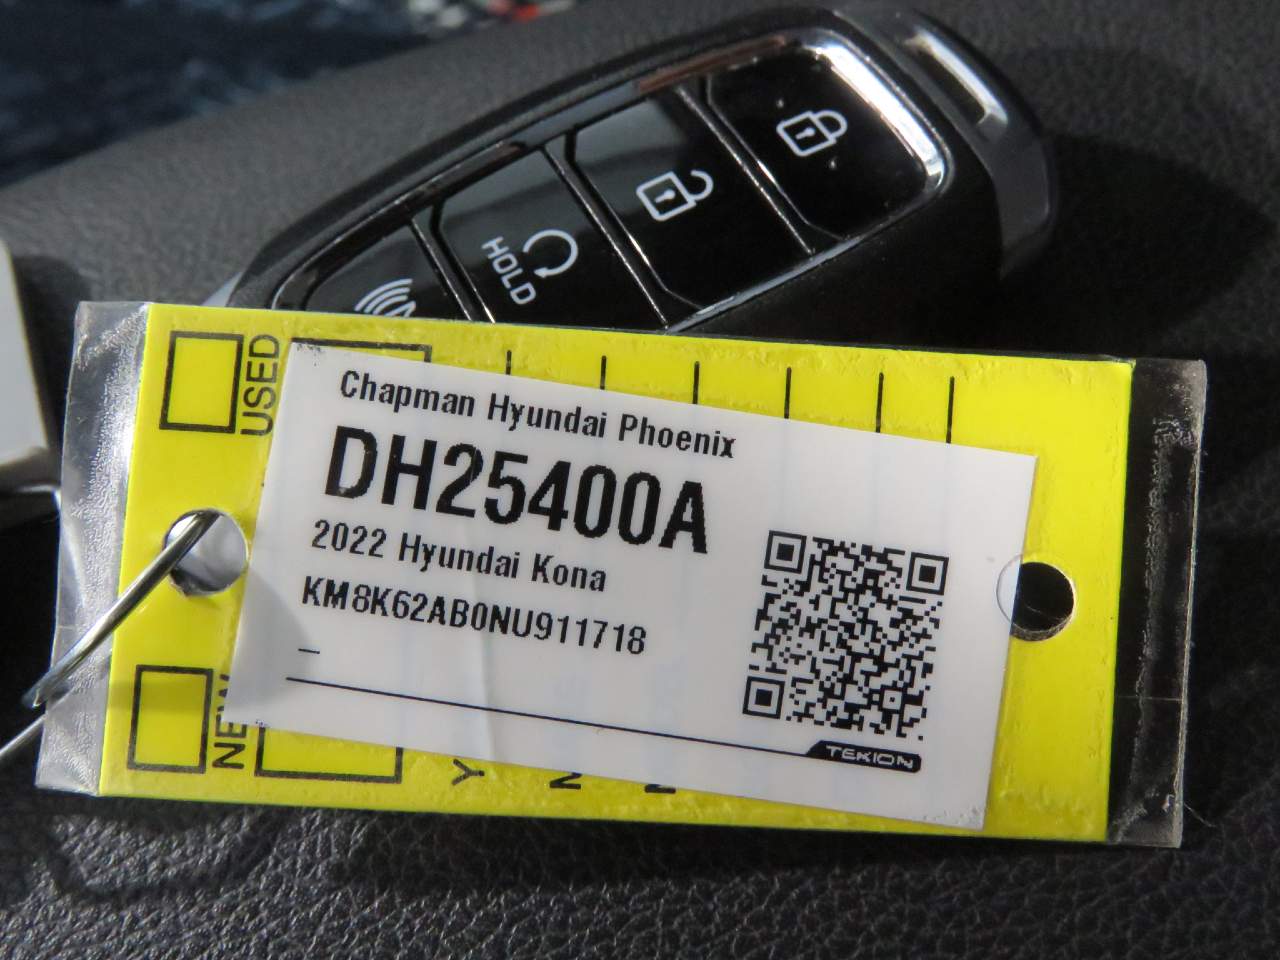 HOLD
USED
Chapman Hyundai Phoenix
DH25400A
2022 Hyundai Kona
KM8K62AB0NU911718
–
NEW
Y
TEKION